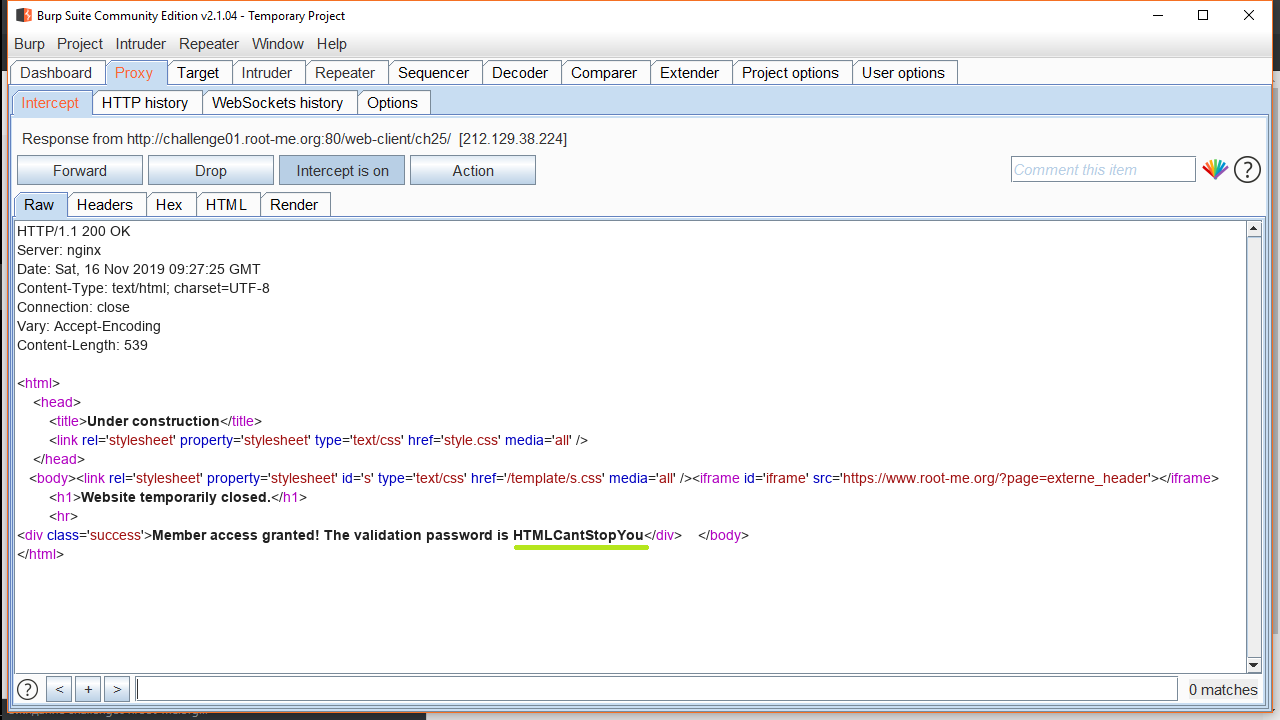 Burp Suite Community Edition v2.1.04 - Temporary Project
Burp Project Intruder Repeater Window Help
Dashboard Proxy Target Intruder Repeater Sequencer Decoder Comparer Extender Project options User options
Intercept HTTP history WebSockets history Options
Response from http://challenge01.root-me.org:80/web-client/ch25/ [212.129.38.224]
Forward Drop Intercept is on Action Comment this item ?
Raw Headers Hex HTML Render
HTTP/1.1 200 OK
Server: nginx
Date: Sat, 16 Nov 2019 09:27:25 GMT
Content-Type: text/html; charset=UTF-8
Connection: close
Vary: Accept-Encoding
Content-Length: 539
<html>
<head>
<title>Under construction</title>
<link rel='stylesheet' property='stylesheet' type='text/css' href='style.css' media='all' />
</head>
<body><link rel='stylesheet' property='stylesheet' id='s' type='text/css' href='/template/s.css' media='all' /><iframe id='iframe' src='https://www.root-me.org/?page=externe_header'></iframe>
<h1>Website temporarily closed.</h1>
<hr>
<div class='success'>Member access granted! The validation password is HTMLCantStopYou</div> </body>
</html>
? < + > 0 matches